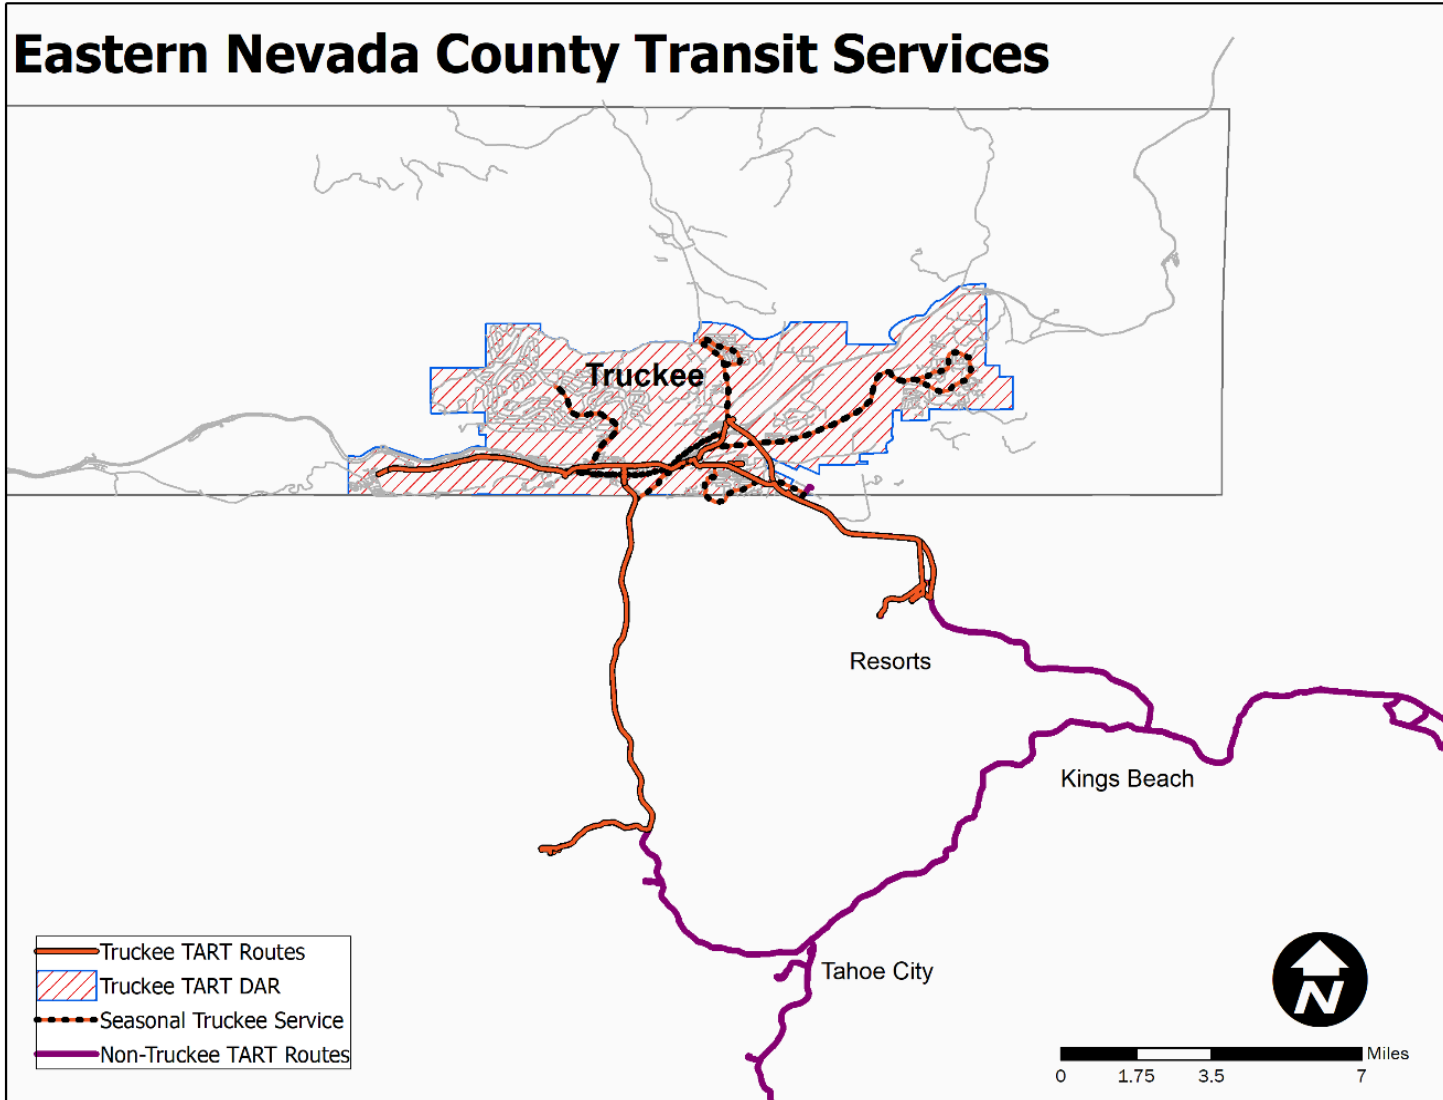 Eastern Nevada County Transit Services
Truckee
Resorts
Kings Beach
Tahoe City
Truckee TART Routes
Truckee TART DAR
Seasonal Truckee Service
Non-Truckee TART Routes
N
Miles
0 1.75 3.5 7